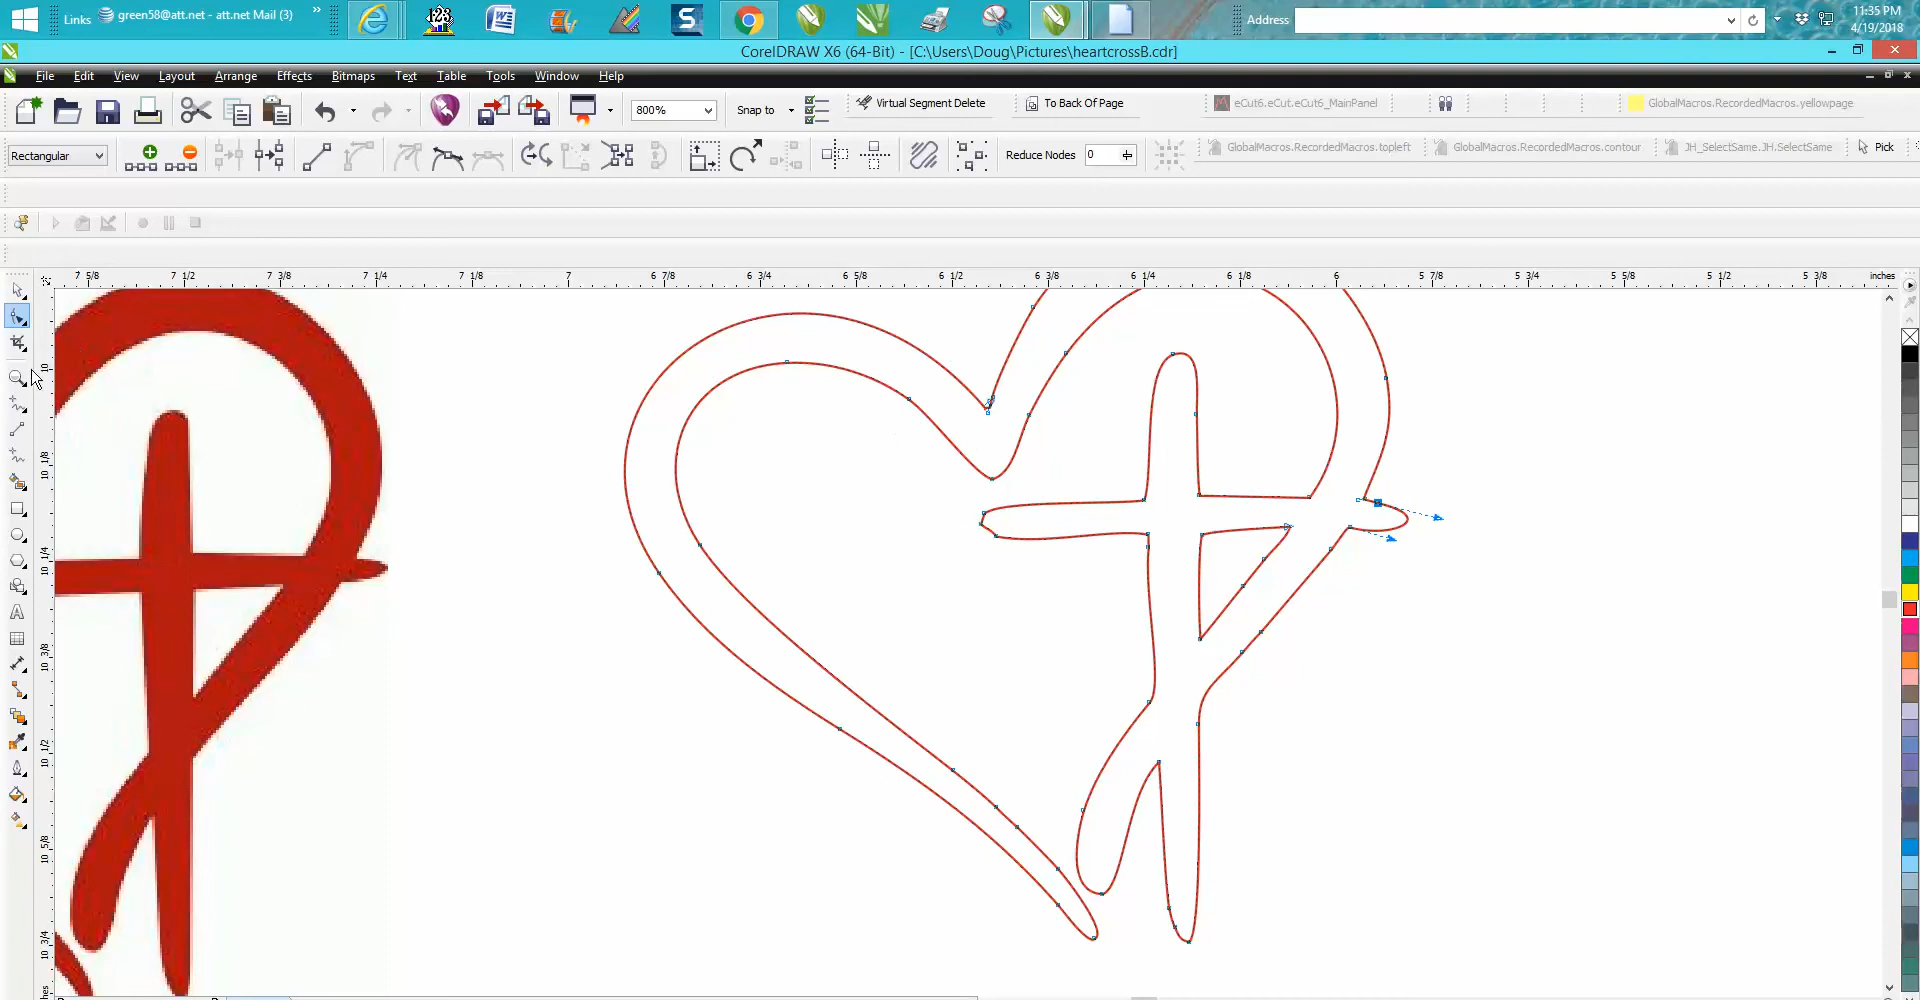 Links green58@att.net - att.net Mail (3) » 123 Address 11:35 PM
4/19/2018
CorelDRAW X6 (64-Bit) - [C:\Users\Doug\Pictures\heartcrossB.cdr]
File Edit View Layout Arrange Effects Bitmaps Text Table Tools Window Help
800% Snap to Virtual Segment Delete To Back Of Page eCut6.eCut.eCut6_MainPanel GlobalMacros.RecordedMacros.yellowpage
Rectangular Reduce Nodes 0 GlobalMacros.RecordedMacros.topleft GlobalMacros.RecordedMacros.contour JH_SelectSame.JH.SelectSame Pick
7 5/8 7 1/2 7 3/8 7 1/4 7 1/8 7 6 7/8 6 3/4 6 5/8 6 1/2 6 3/8 6 1/4 6 1/8 6 5 7/8 5 3/4 5 5/8 5 1/2 5 3/8 inches
10
10 1/8
10 1/4
10 3/8
10 1/2
10 5/8
10 3/4